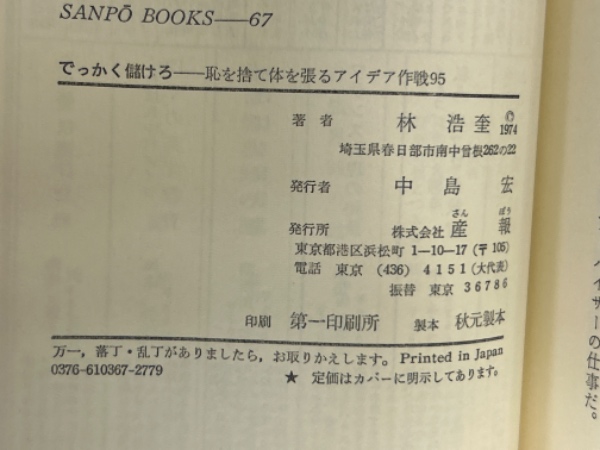 SANPŌ BOOKS——67
でっかく儲けろ——恥を捨て体を張るアイデア作戦95
著者 林浩奎 © 1974
埼玉県春日部市南中曽根262の22
発行者 中島宏
発行所 株式会社 産報
さん ぽう
東京都港区浜松町 1-10-17 (〒105)
電話 東京 (436) 4151 (大代表)
振替 東京 36786
印刷 第一印刷所 製本 秋元製本
万一,落丁・乱丁がありましたら,お取りかえします。Printed in Japan
0376-610367-2779
★ 定価はカバーに明示してあります。
イザーの仕事だ。